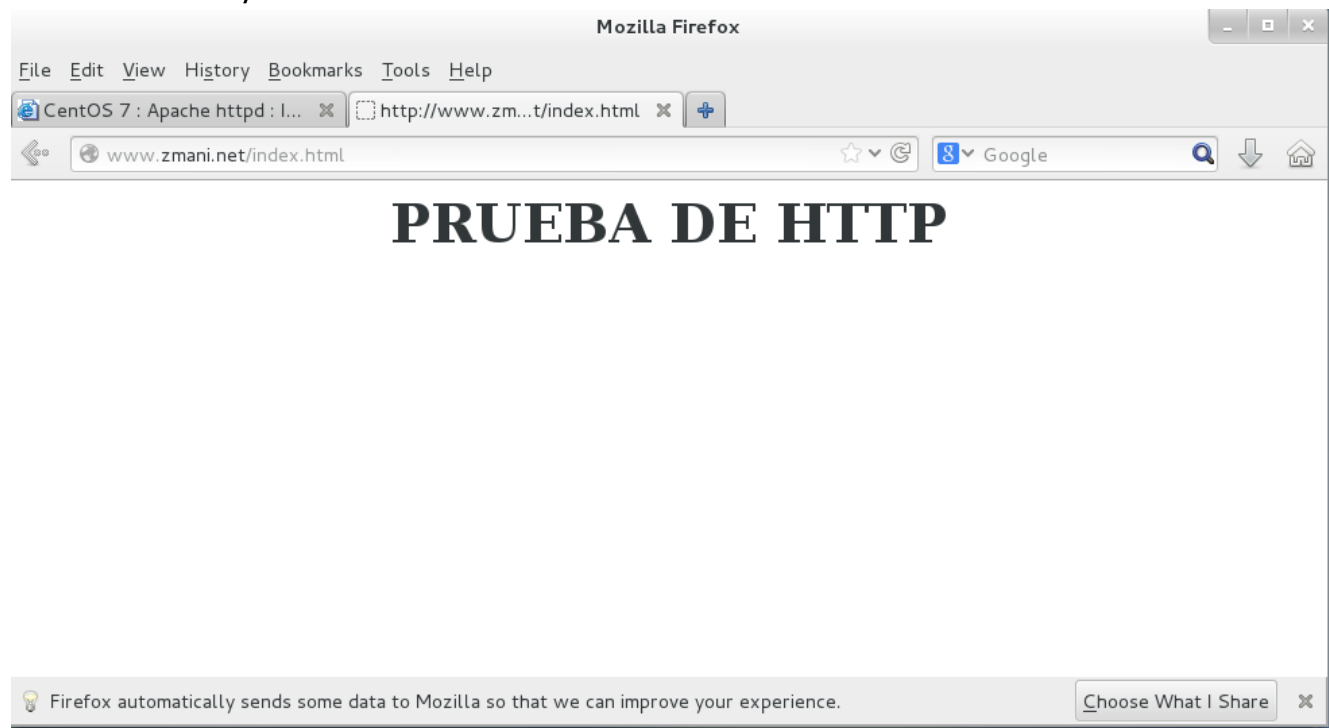 Mozilla Firefox
File Edit View History Bookmarks Tools Help
CentOS 7 : Apache httpd : I... http://www.zm...t/index.html
www.zmani.net/index.html Google
PRUEBA DE HTTP
Firefox automatically sends some data to Mozilla so that we can improve your experience. Choose What I Share